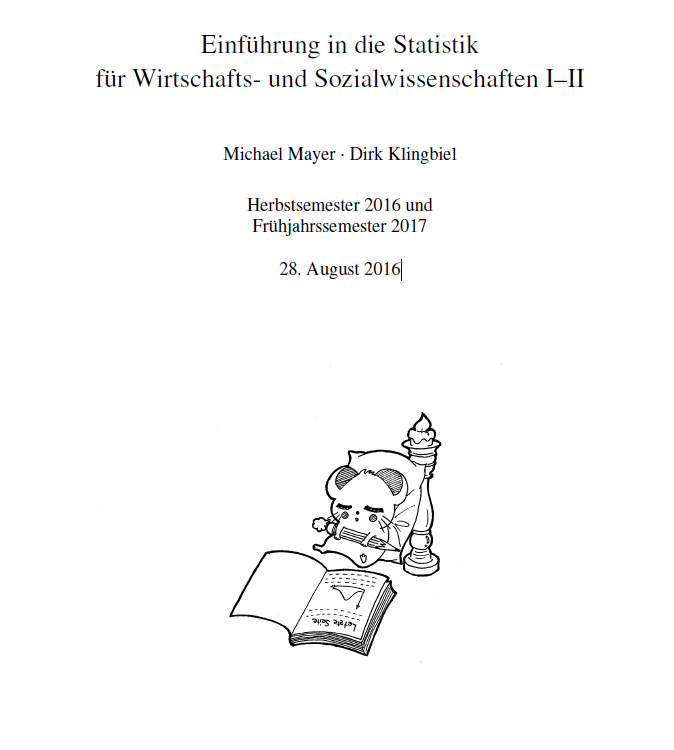 Einführung in die Statistik
für Wirtschafts- und Sozialwissenschaften I–II
Michael Mayer · Dirk Klingbiel
Herbstsemester 2016 und
Frühjahrssemester 2017
28. August 2016
Letzte Seite